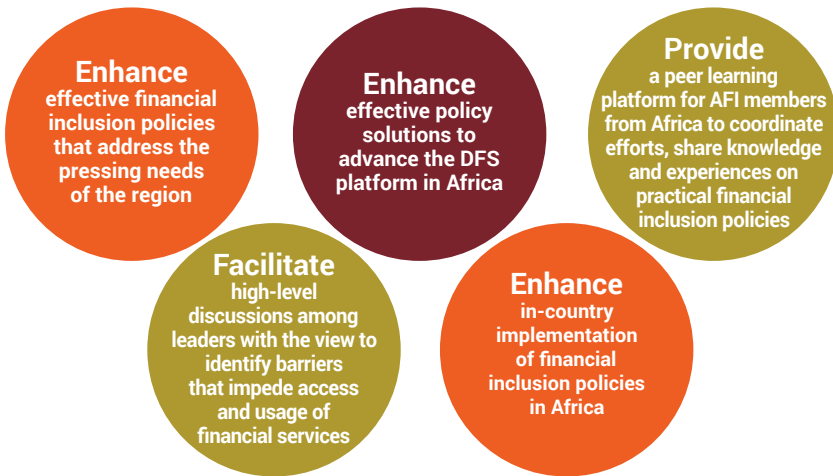 Enhance
effective financial
inclusion policies
that address the
pressing needs
of the region
Enhance
effective policy
solutions to
advance the DFS
platform in Africa
Provide
a peer learning
platform for AFI members
from Africa to coordinate
efforts, share knowledge
and experiences on
practical financial
inclusion policies
Facilitate
high-level
discussions among
leaders with the view to
identify barriers
that impede access
and usage of
financial services
Enhance
in-country
implementation
of financial
inclusion policies
in Africa